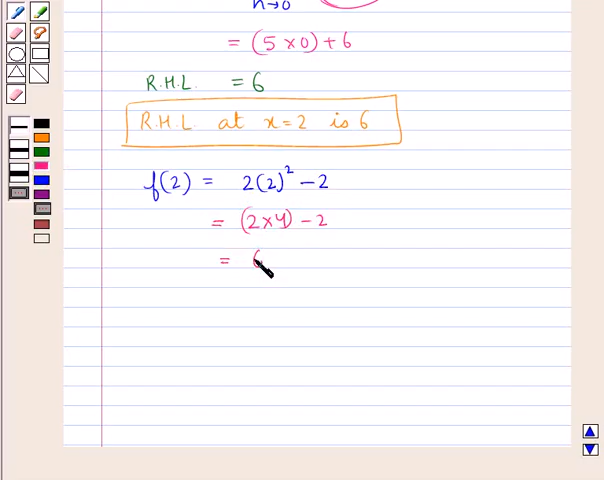 h→0
= (5 × 0) + 6
R.H.L. = 6
R.H.L at x = 2 is 6
f(2) = 2(2)² − 2
= (2×4) − 2
= 6